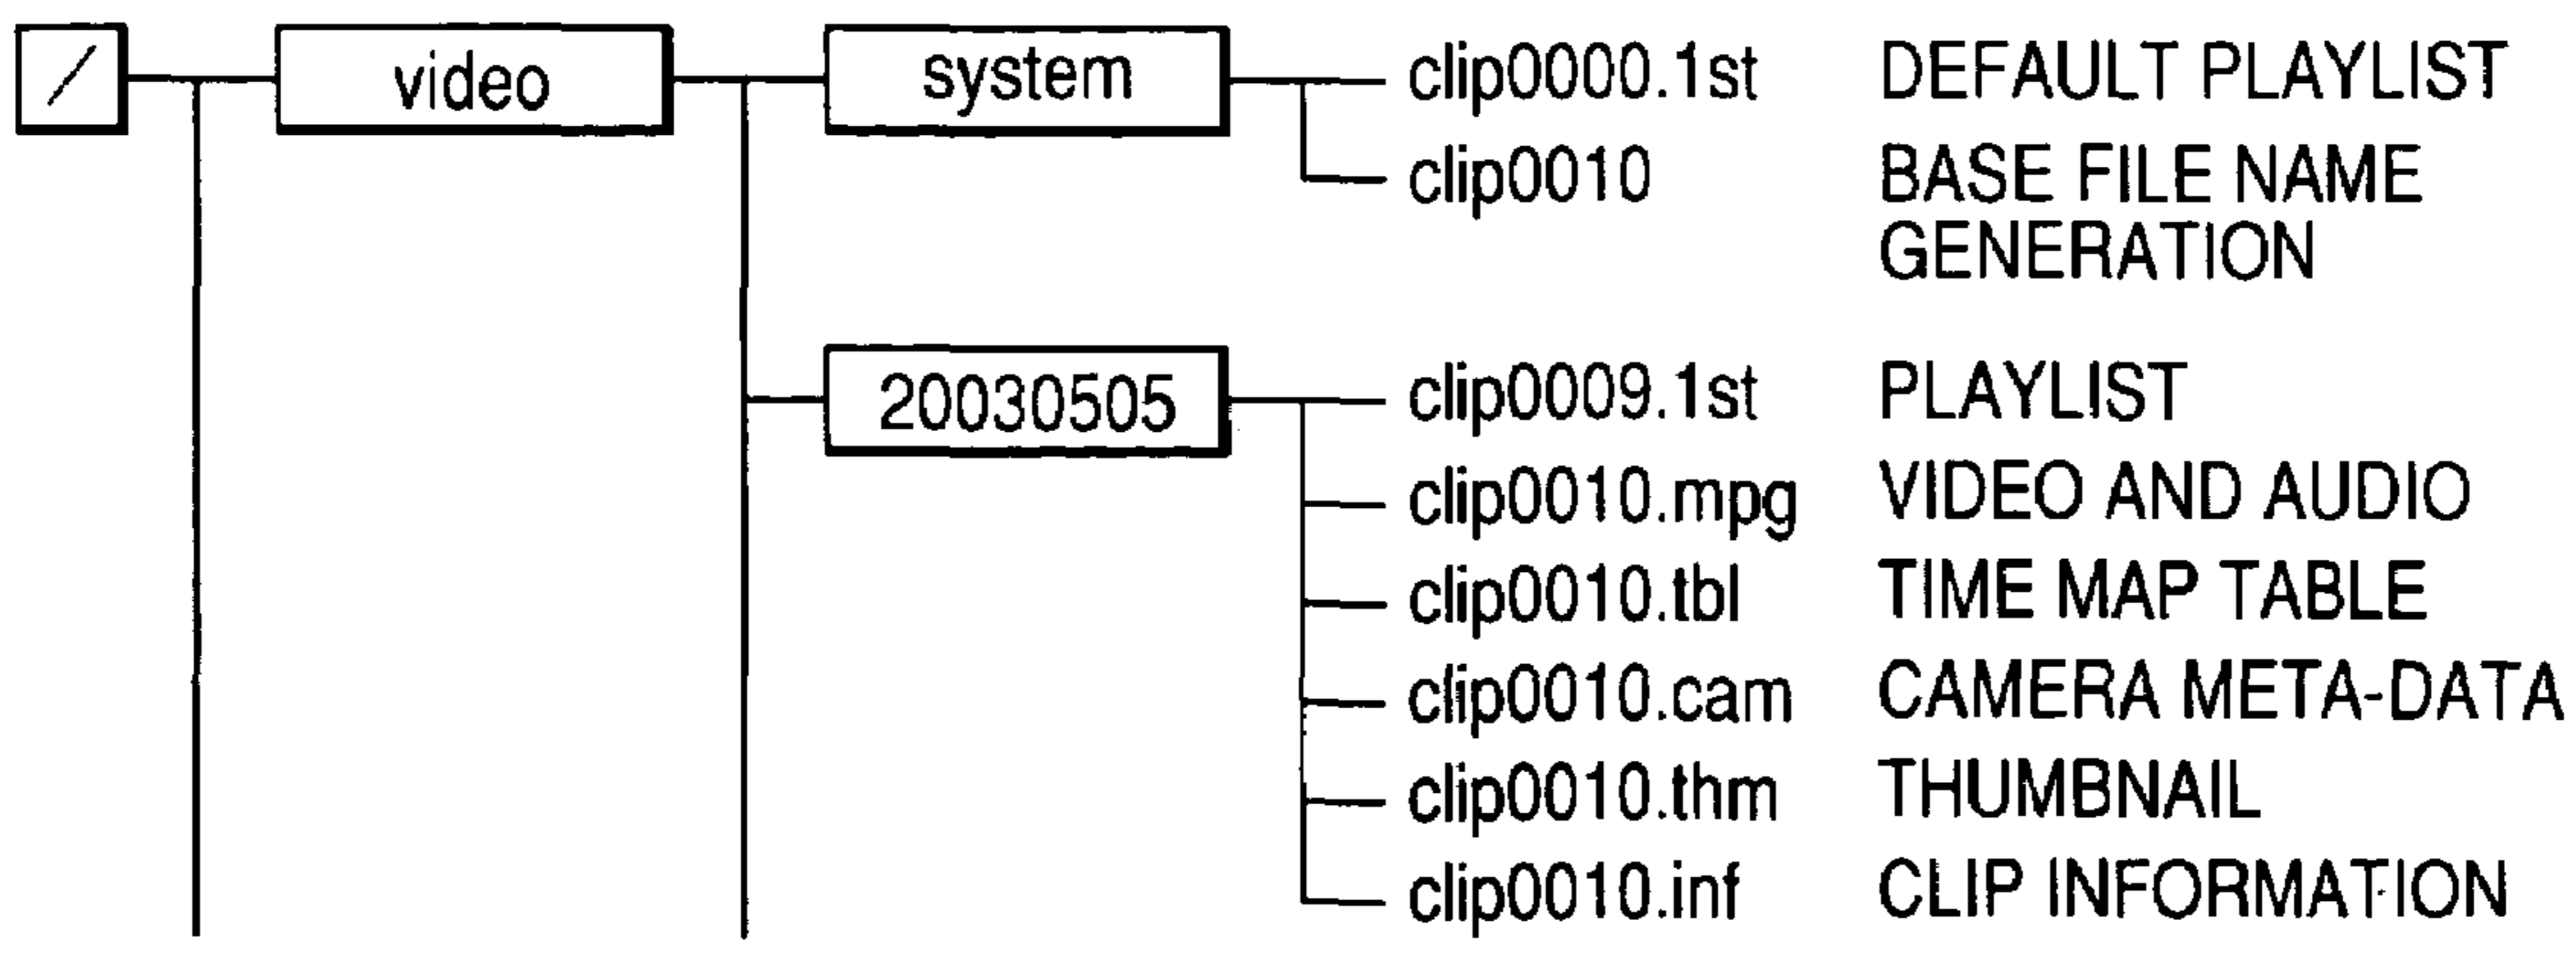 / video system clip0000.1st DEFAULT PLAYLIST
clip0010 BASE FILE NAME
GENERATION
20030505 clip0009.1st PLAYLIST
clip0010.mpg VIDEO AND AUDIO
clip0010.tbl TIME MAP TABLE
clip0010.cam CAMERA META-DATA
clip0010.thm THUMBNAIL
clip0010.inf CLIP INFORMATION